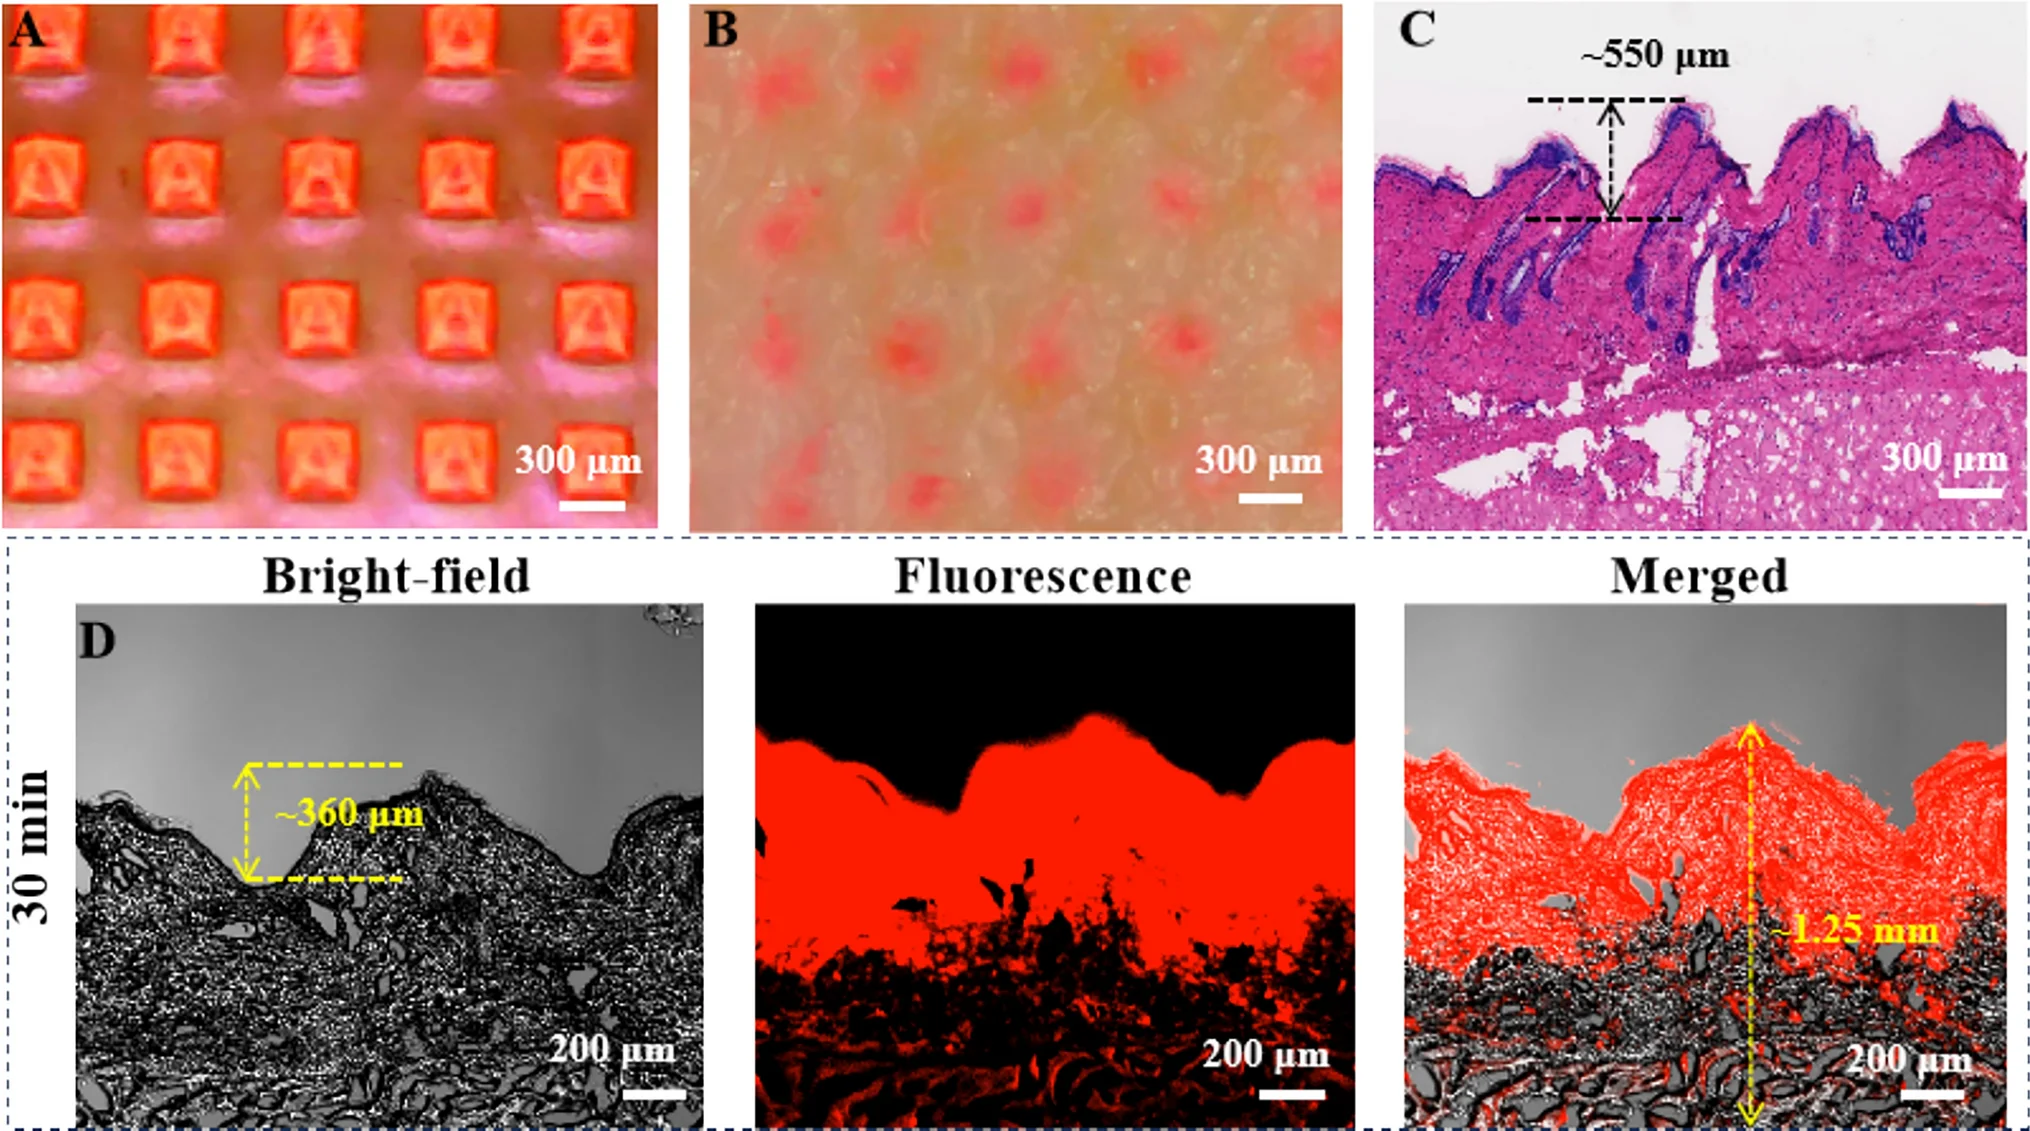 A
B
C
~550 μm
300 μm
300 μm
300 μm
Bright-field
Fluorescence
Merged
D
30 min
~360 μm
~1.25 mm
200 μm
200 μm
200 μm